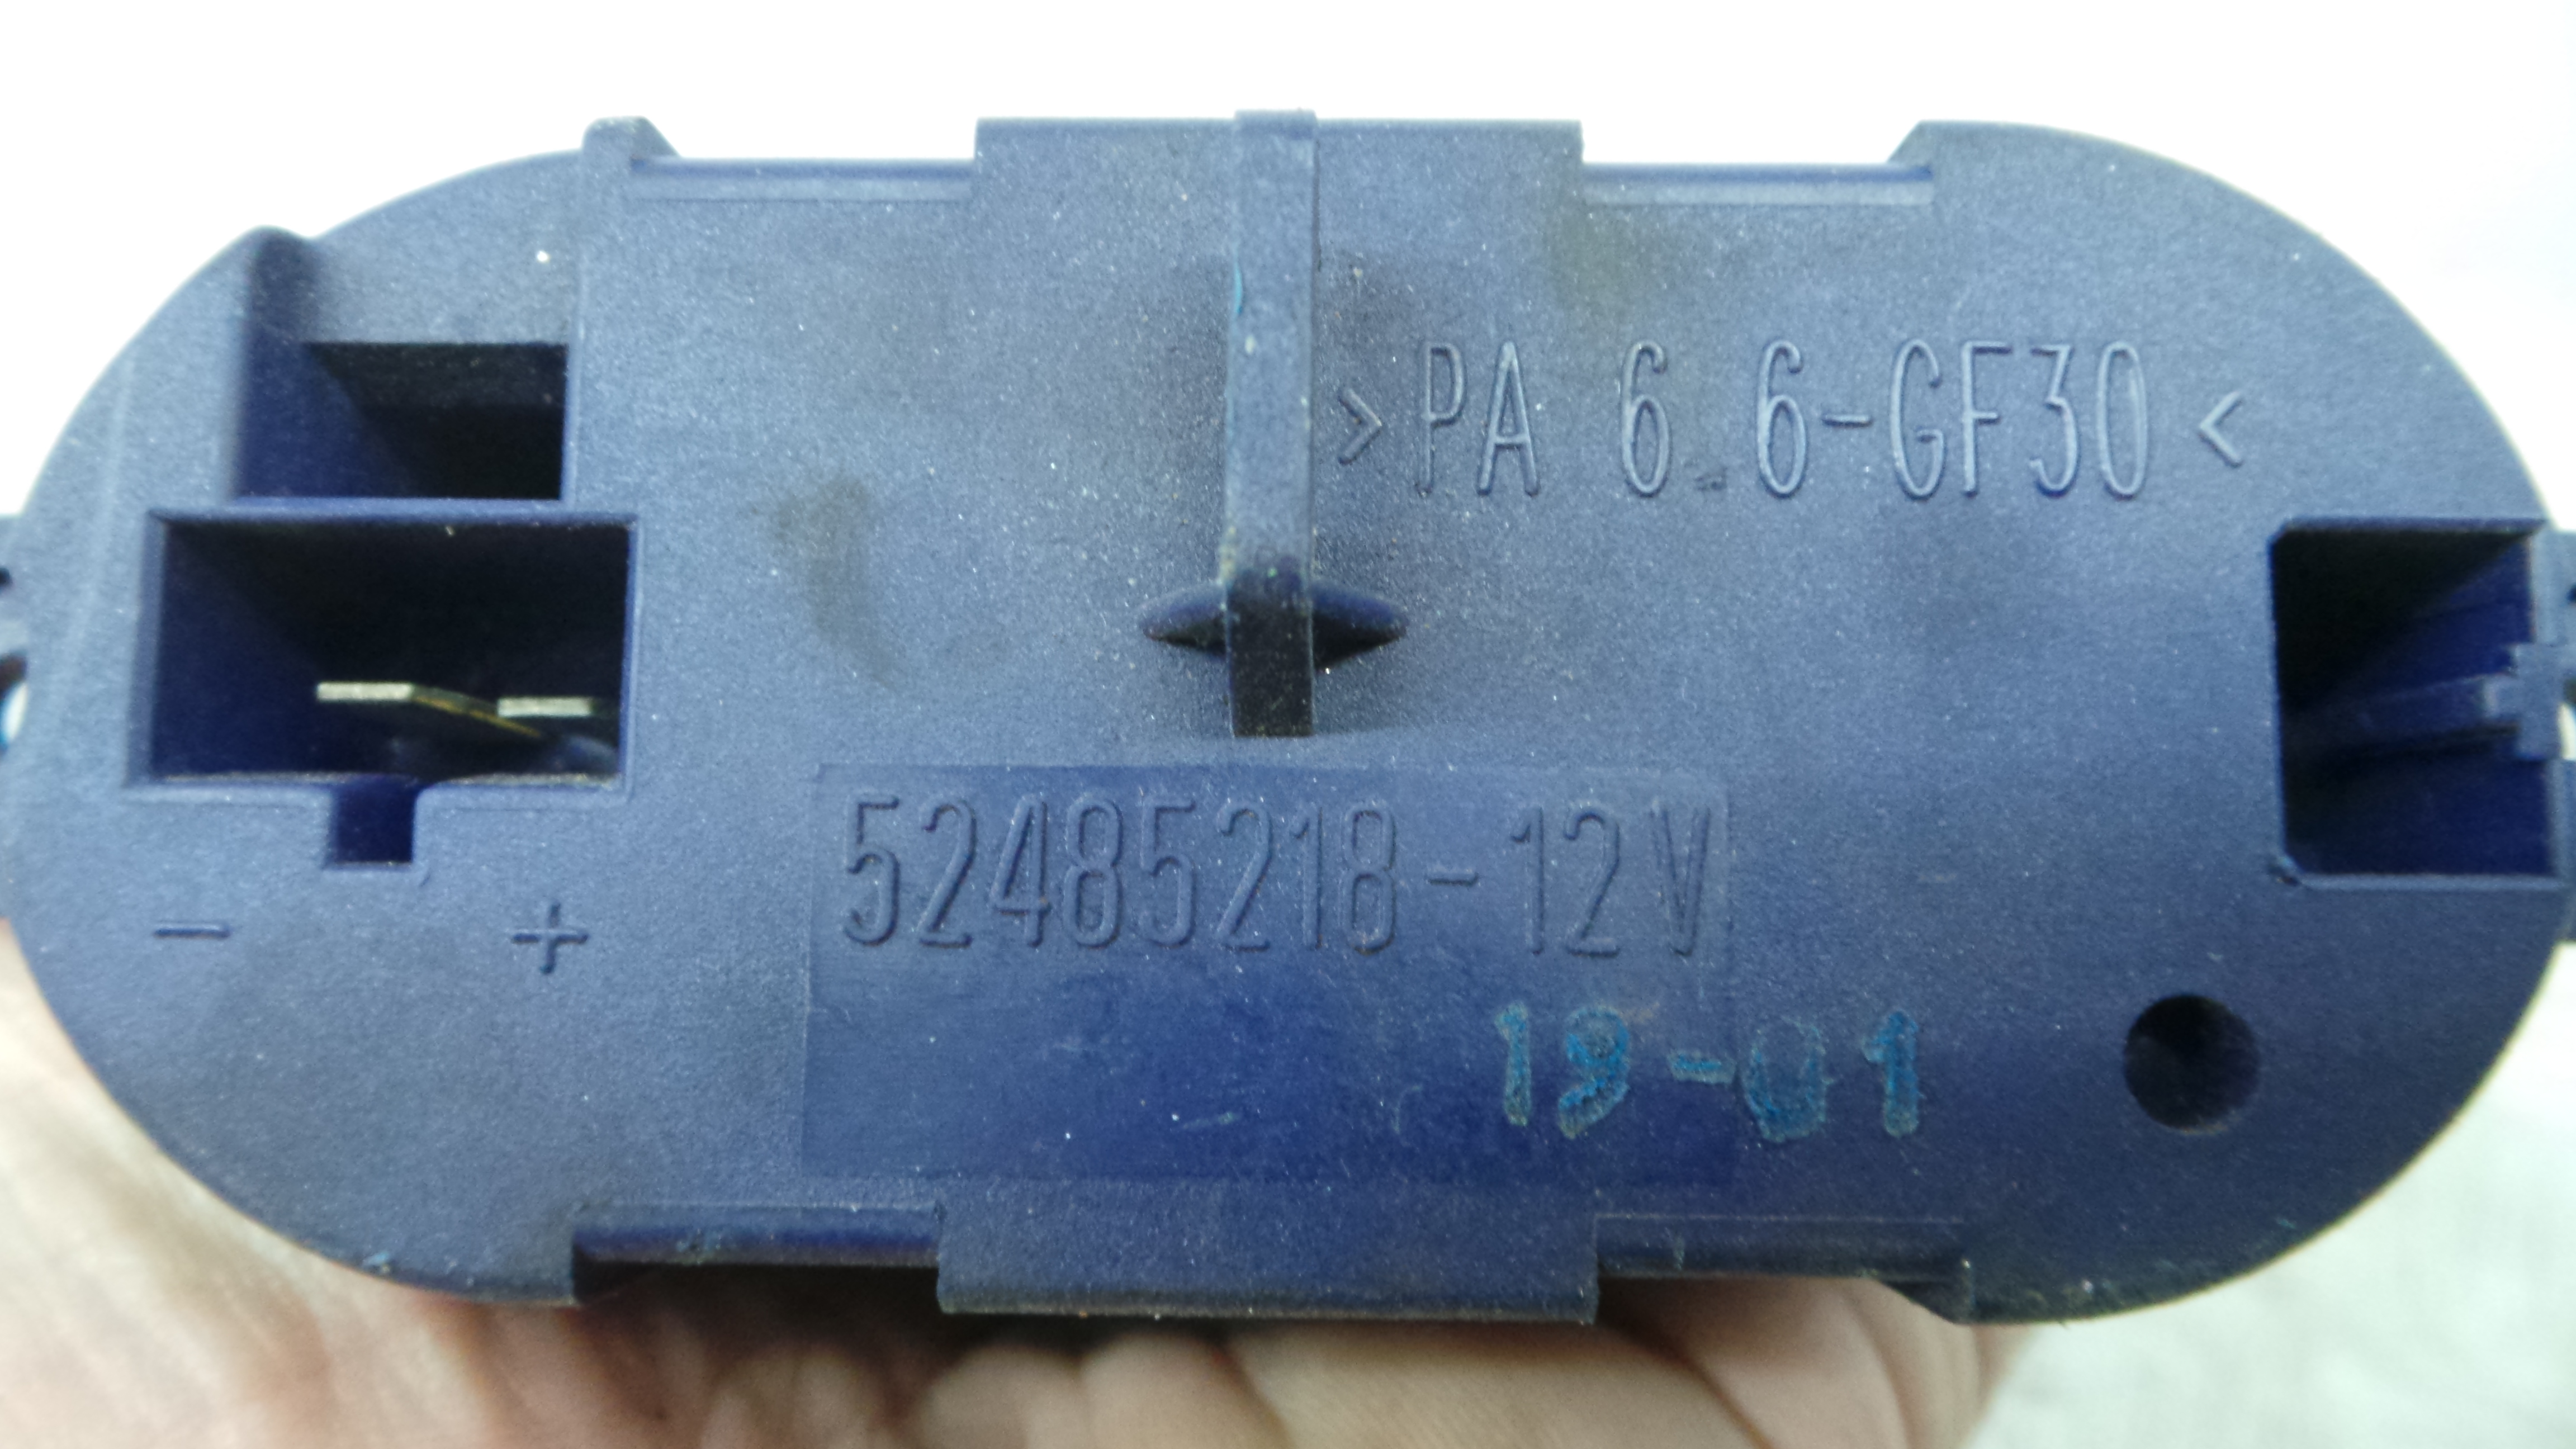 >PA 6.6-GF30<
- +
52485218-12V
19-01